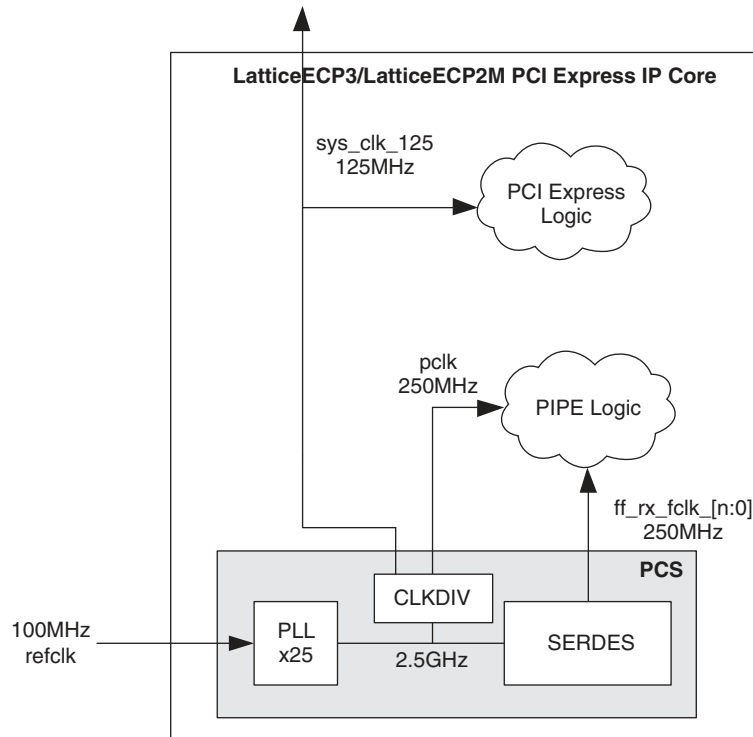 LatticeECP3/LatticeECP2M PCI Express IP Core
sys_clk_125
125MHz
PCI Express
Logic
pclk
250MHz
PIPE Logic
ff_rx_fclk_[n:0]
250MHz
PCS
CLKDIV
100MHz
refclk
PLL
x25
2.5GHz
SERDES